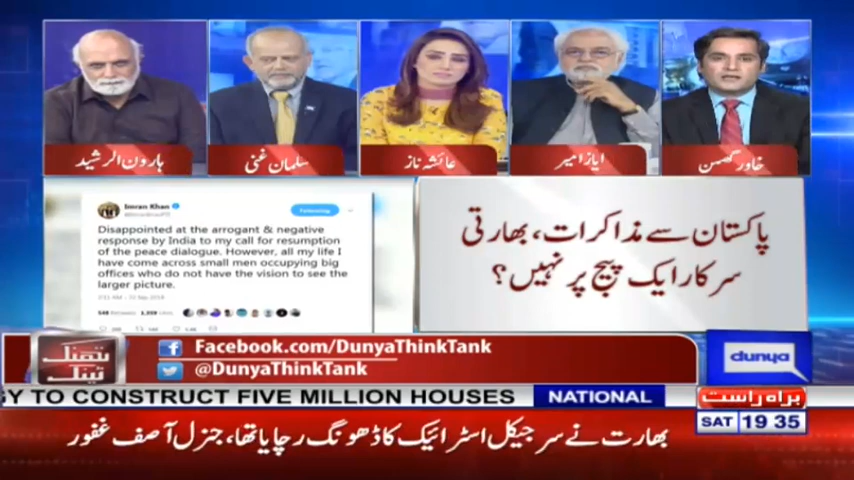 ہارون الرشید
سلمان غنی
عائشہ ناز
ایاز امیر
خاور گھمن
Imran Khan
Following
Disappointed at the arrogant & negative
response by India to my call for resumption
of the peace dialogue. However, all my life I
have come across small men occupying big
offices who do not have the vision to see the
larger picture.
پاکستان سے مذاکرات، بھارتی
سرکار ایک پیج پر نہیں؟
تھنک
ٹینک
Facebook.com/DunyaThinkTank
@DunyaThinkTank
dunya
Y TO CONSTRUCT FIVE MILLION HOUSES
NATIONAL
براہ راست
SAT 19 35
بھارت نے سرجیکل اسٹرائیک کا ڈھونگ رچایا تھا، جنرل آصف غفور